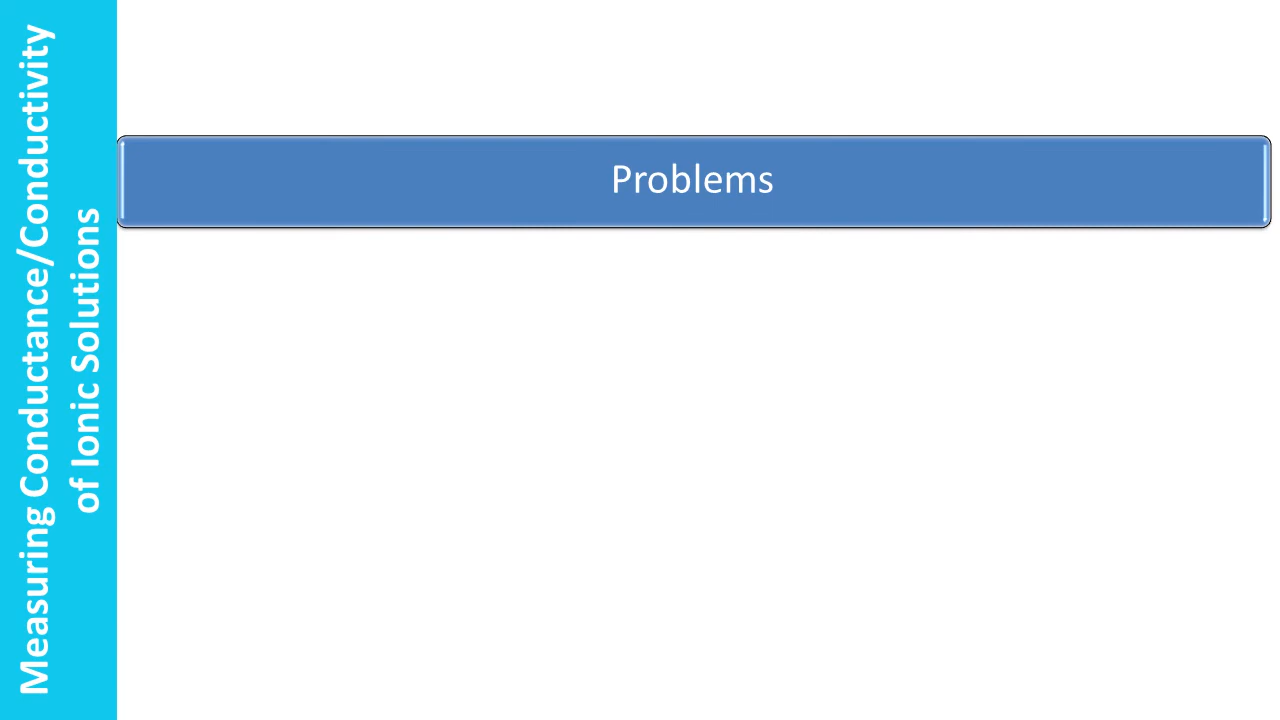 Measuring Conductance/Conductivity
of Ionic Solutions
Problems